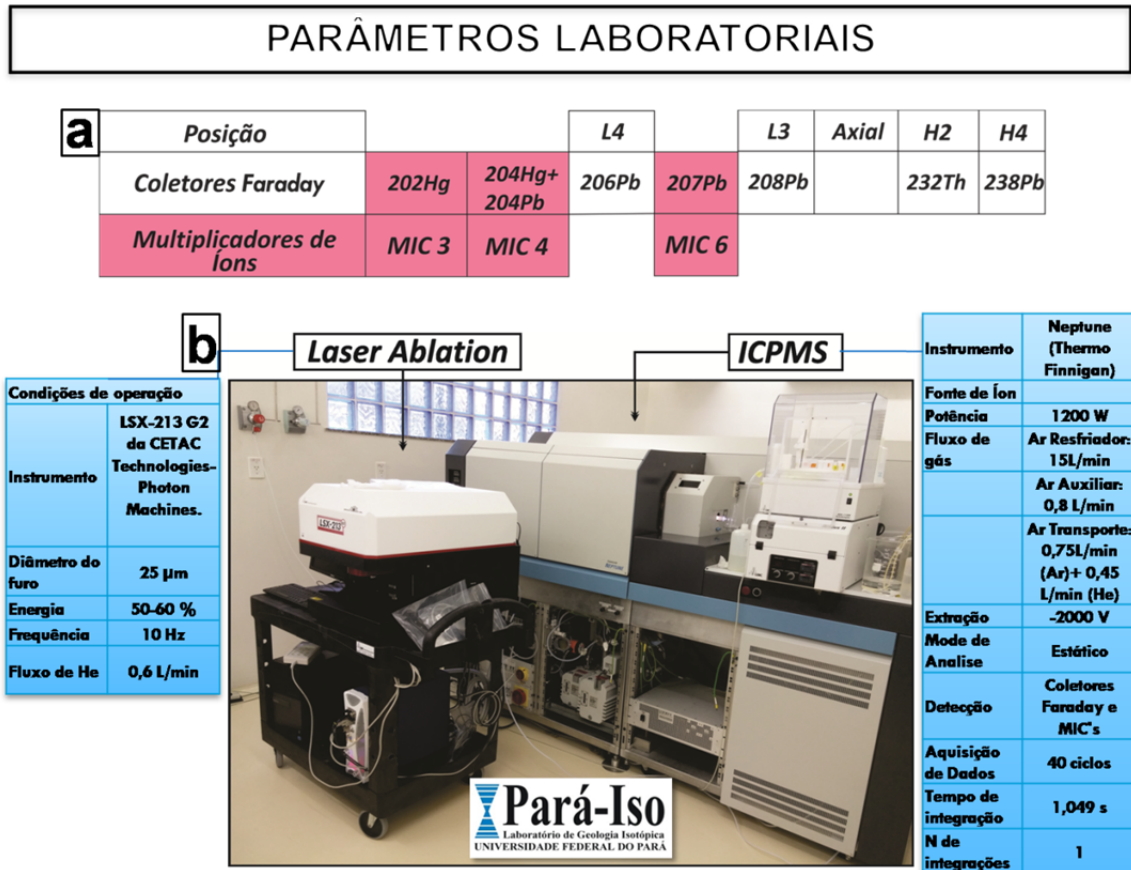 PARÂMETROS LABORATORIAIS
a
Posição L4 L3 Axial H2 H4
Coletores Faraday 202Hg 204Hg+ 206Pb 207Pb 208Pb 232Th 238Pb
204Pb
Multiplicadores de MIC 3 MIC 4 MIC 6
Íons
b
Laser Ablation
ICPMS
Condições de operação
Instrumento
LSX-213 G2
da CETAC
Technologies-
Photon
Machines.
Diâmetro do
furo
25 µm
Energia 50-60 %
Frequência 10 Hz
Fluxo de He 0,6 L/min
Instrumento
Neptune
(Thermo
Finnigan)
Fonte de Íon
Potência 1200 W
Fluxo de
gás
Ar Resfriador:
15L/min
Ar Auxiliar:
0,8 L/min
Ar Transporte:
0,75L/min
(Ar)+ 0,45
L/min (He)
Extração -2000 V
Mode de
Analise
Estático
Detecção
Coletores
Faraday e
MIC's
Aquisição
de Dados
40 ciclos
Tempo de
integração
1,049 s
N de
integrações
1
LSX-213
Pará-Iso
Laboratório de Geologia Isotópica
UNIVERSIDADE FEDERAL DO PARÁ